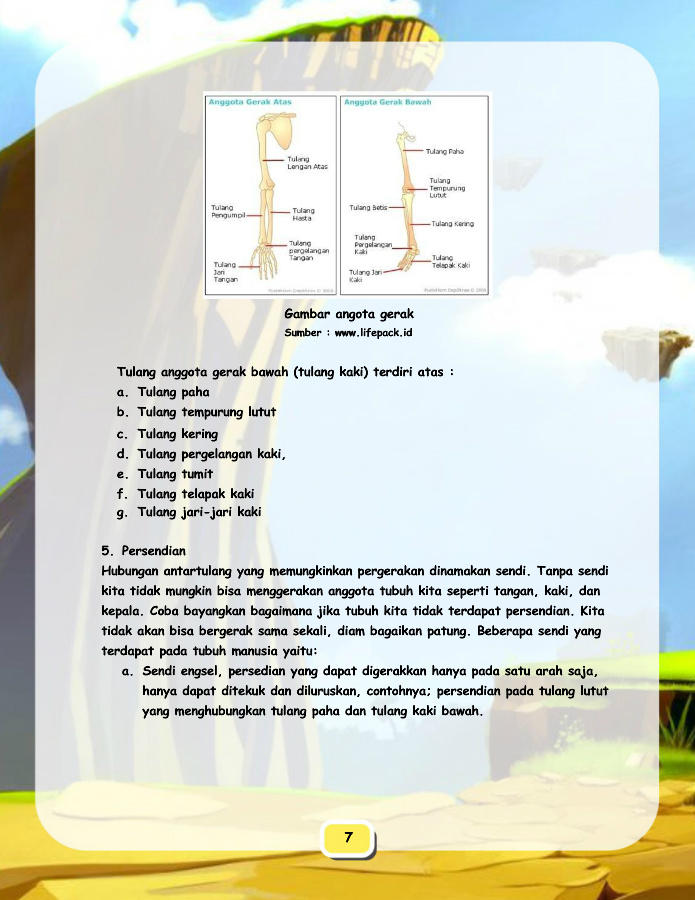 Anggota Gerak Atas
Tulang
Lengan Atas
Tulang
Pengumpil
Tulang
Hasta
Tulang
pergelangan
Tangan
Tulang
Jari
Tangan
Anggota Gerak Bawah
Tulang Paha
Tulang
Tempurung
Lutut
Tulang Betis
Tulang Kering
Tulang
Pergelangan
Kaki
Tulang
Telapak Kaki
Tulang Jari
Kaki
Gambar angota gerak
Sumber : www.lifepack.id
Tulang anggota gerak bawah (tulang kaki) terdiri atas :
a. Tulang paha
b. Tulang tempurung lutut
c. Tulang kering
d. Tulang pergelangan kaki,
e. Tulang tumit
f. Tulang telapak kaki
g. Tulang jari-jari kaki
5. Persendian
Hubungan antartulang yang memungkinkan pergerakan dinamakan sendi. Tanpa sendi
kita tidak mungkin bisa menggerakan anggota tubuh kita seperti tangan, kaki, dan
kepala. Coba bayangkan bagaimana jika tubuh kita tidak terdapat persendian. Kita
tidak akan bisa bergerak sama sekali, diam bagaikan patung. Beberapa sendi yang
terdapat pada tubuh manusia yaitu:
a. Sendi engsel, persedian yang dapat digerakkan hanya pada satu arah saja,
hanya dapat ditekuk dan diluruskan, contohnya; persendian pada tulang lutut
yang menghubungkan tulang paha dan tulang kaki bawah.
7